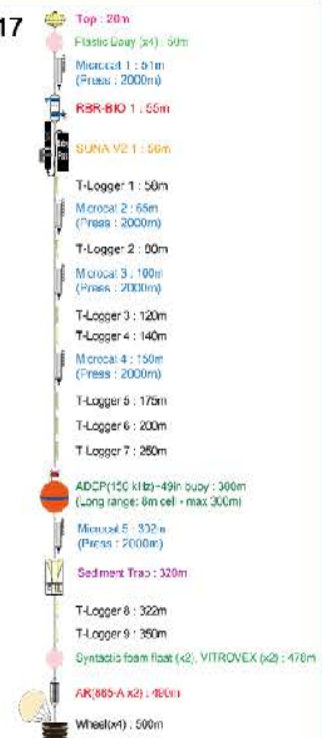 17
Top : 20m
Plastic Bouy (x4) : 50m
Microcat 1 : 51m
(Press : 2000m)
RBR-BIO 1 : 55m
SUNA V2 1 : 56m
T-Logger 1 : 58m
Microcat 2 : 65m
(Press : 2000m)
T-Logger 2 : 80m
Microcat 3 : 100m
(Press : 2000m)
T-Logger 3 : 120m
T-Logger 4 : 140m
Microcat 4 : 150m
(Press : 2000m)
T-Logger 5 : 175m
T-Logger 6 : 200m
T-Logger 7 : 250m
ADCP(150 kHz)-49in buoy : 300m
(Long range: 8m cell - max 300m)
Microcat 5 : 302m
(Press : 2000m)
Sediment Trap : 320m
T-Logger 8 : 322m
T-Logger 9 : 350m
Syntactic foam float (x2), VITROVEX (x2) : 478m
AR(865-A x2) : 490m
Wheel(x4) : 500m